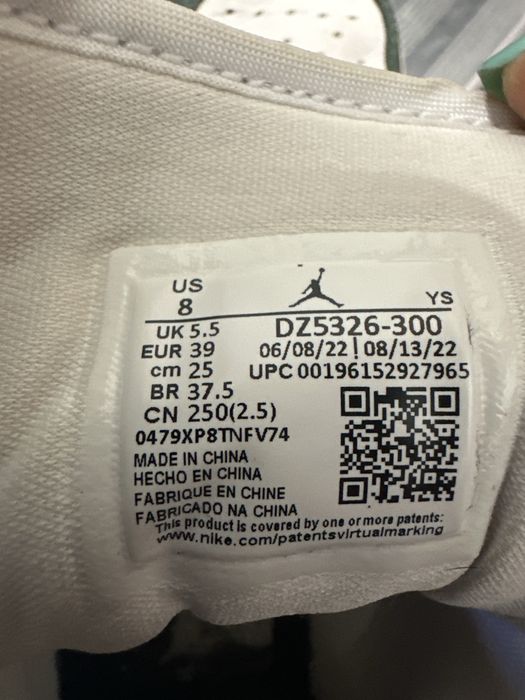 US
8
YS
UK 5.5
DZ5326-300
EUR 39
06/08/22 | 08/13/22
cm 25
UPC 00196152927965
BR 37.5
CN 250(2.5)
0479XP8TNFV74
MADE IN CHINA
HECHO EN CHINA
FABRIQUE EN CHINE
FABRICADO NA CHINA
This product is covered by one or more patents:
www.nike.com/patentsvirtualmarking